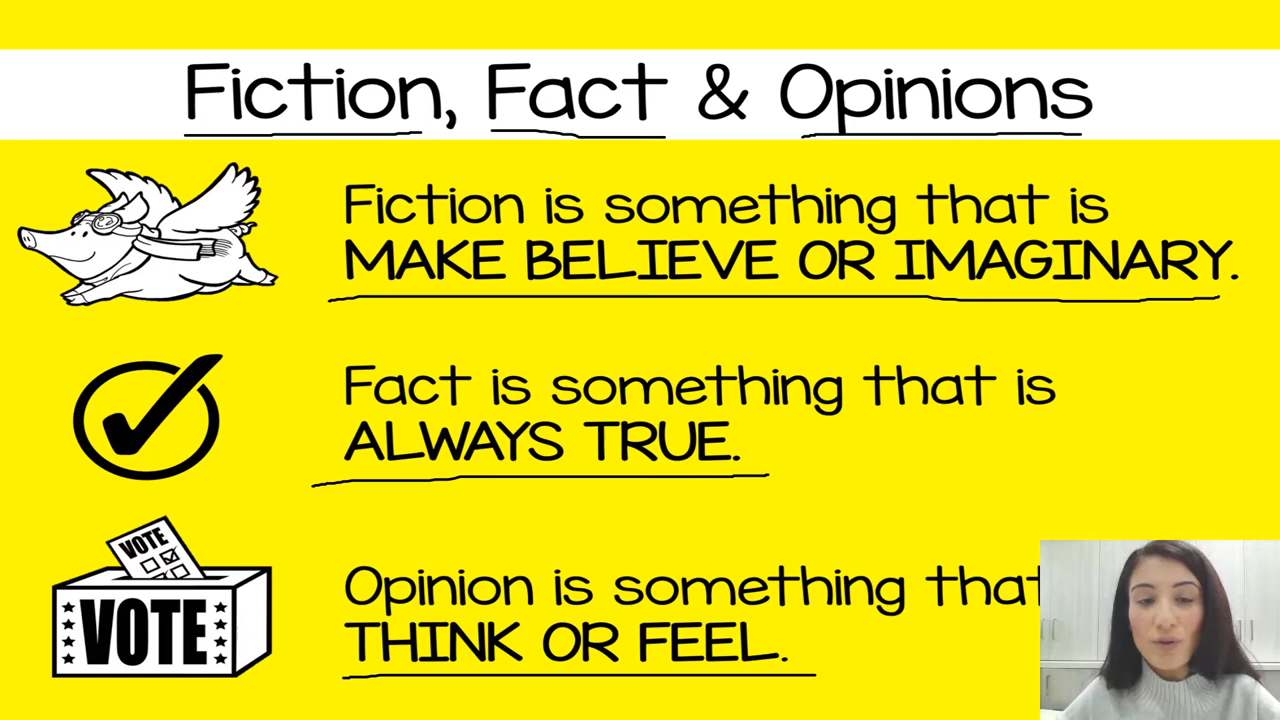 Fiction, Fact & Opinions
Fiction is something that is
MAKE BELIEVE OR IMAGINARY.
Fact is something that is
ALWAYS TRUE.
VOTE
Opinion is something that
VOTE
THINK OR FEEL.